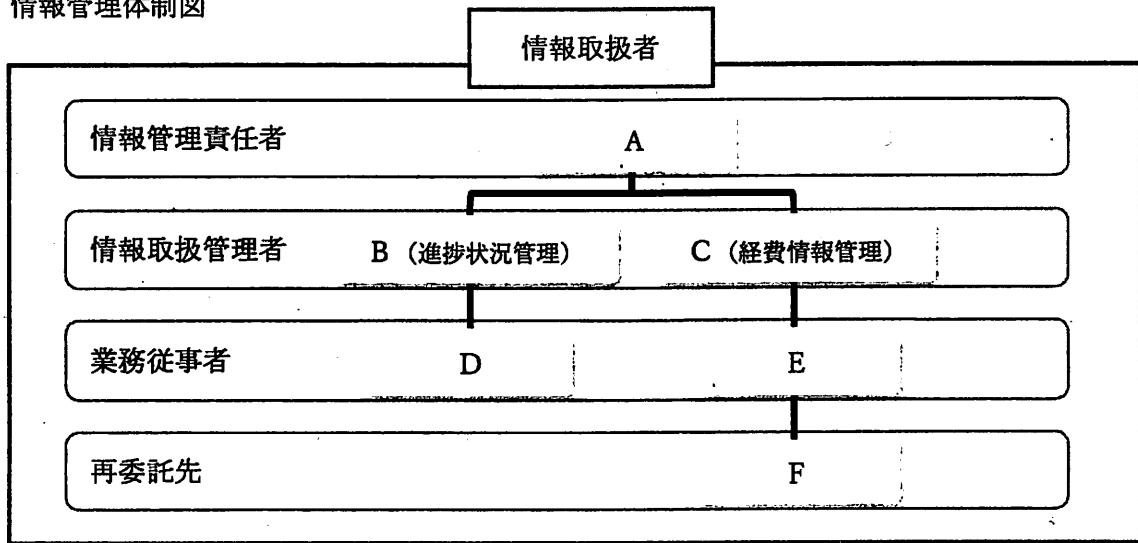 情報管理体制図
情報取扱者
情報管理責任者 A
情報取扱管理者 B（進捗状況管理） C（経費情報管理）
業務従事者 D E
再委託先 F